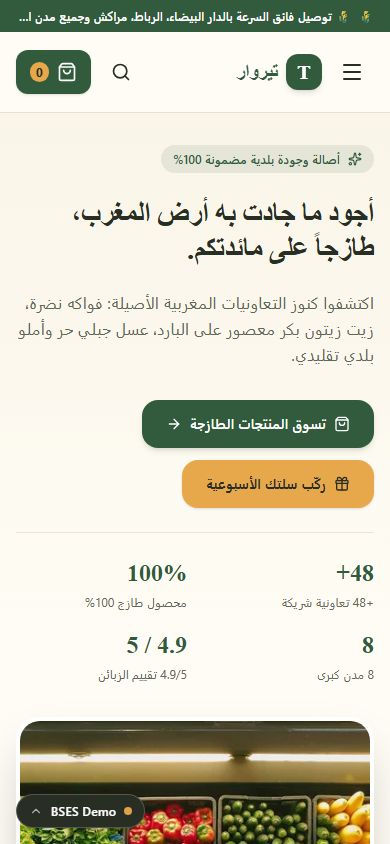 توصيل فائق السرعة بالدار البيضاء، الرباط، مراكش وجميع مدن ا...
T تيروار
0
أصالة وجودة بلدية مضمونة 100%
أجود ما جادت به أرض المغرب،
طازجاً على مائدتكم.
اكتشفوا كنوز التعاونيات المغربية الأصيلة: فواكه نضرة،
زيت زيتون بكر معصور على البارد، عسل جبلي حر وأملو
بلدي تقليدي.
تسوق المنتجات الطازجة
ركّب سلتك الأسبوعية
48+
+48 تعاونية شريكة
100%
محصول طازج 100%
8
8 مدن كبرى
4.9 / 5
4.9/5 تقييم الزبائن
BSES Demo